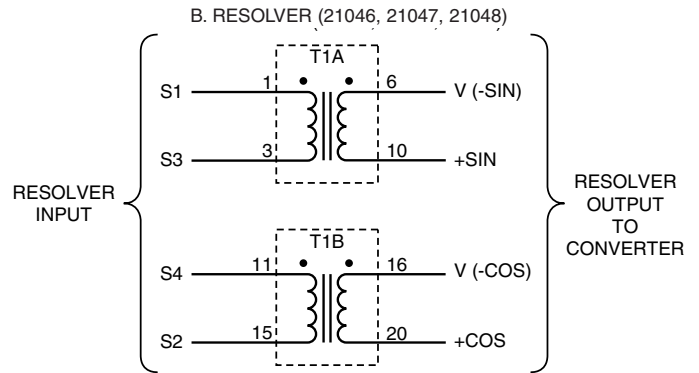 B. RESOLVER (21046, 21047, 21048)
T1A
S1 1 6 V (-SIN)
S3 3 10 +SIN
RESOLVER
INPUT
RESOLVER
OUTPUT
TO
CONVERTER
T1B
S4 11 16 V (-COS)
S2 15 20 +COS